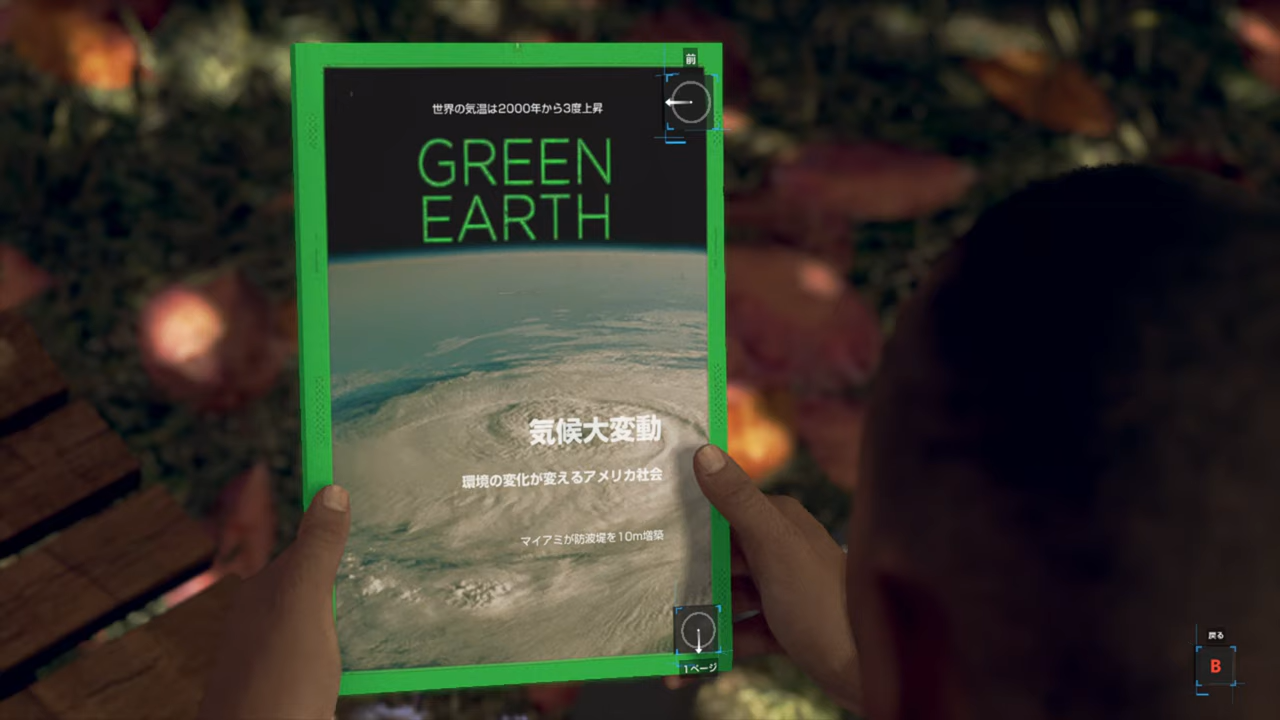 前
世界の気温は2000年から3度上昇
GREEN
EARTH
気候大変動
環境の変化が変えるアメリカ社会
マイアミが防波堤を10m増築
1ページ
戻る
B